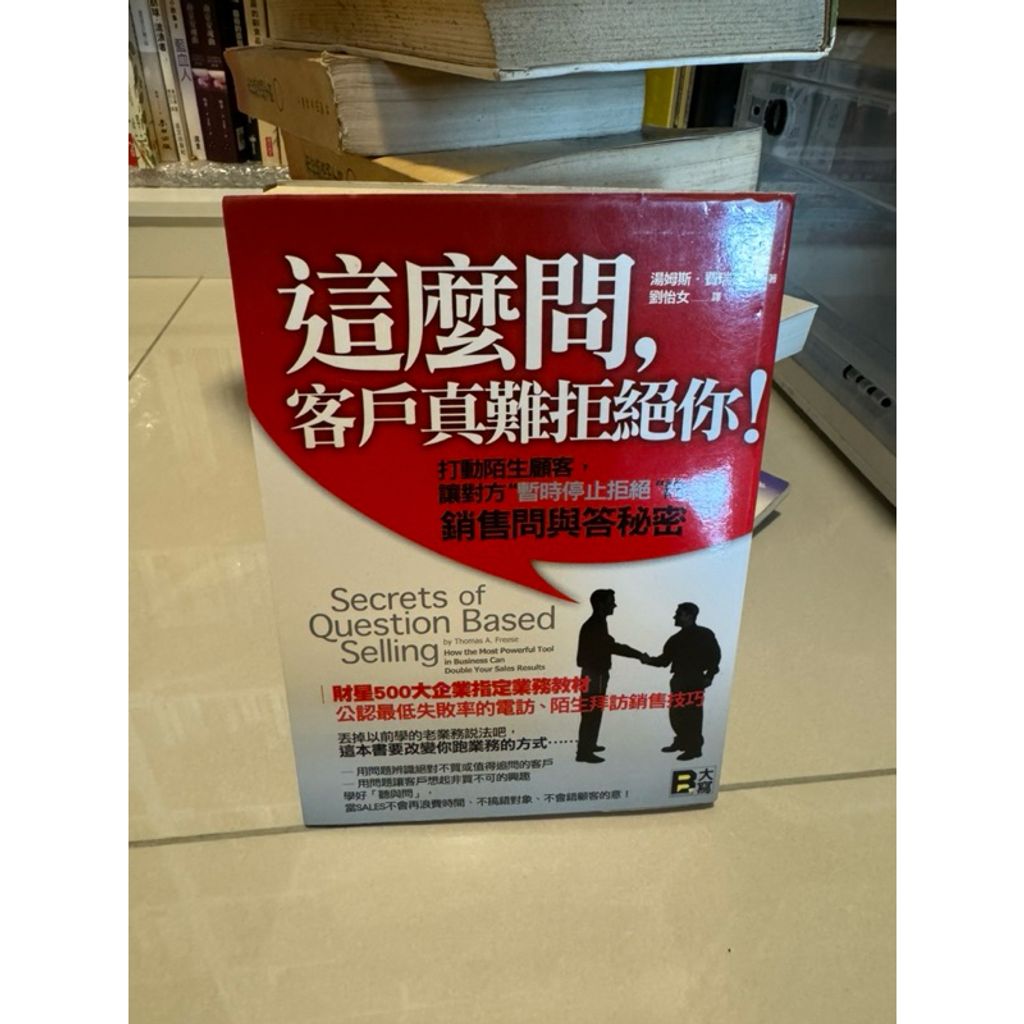 藍血人
這麼問,
客戶真難拒絕你!
湯姆斯・費瑞 著
劉怡女 譯
打動陌生顧客，
讓對方“暫時停止拒絕”
銷售問與答秘密
Secrets of
Question Based
Selling
by Thomas A. Freese
How the Most Powerful Tool
in Business Can
Double Your Sales Results
財星500大企業指定業務教材
公認最低失敗率的電訪、陌生拜訪銷售技巧
丟掉以前學的老業務說法吧，
這本書要改變你跑業務的方式……
─ 用問題辨識絕對不買或值得追問的客戶
─ 用問題讓客戶想起非買不可的興趣
學好「聽與問」，
當SALES不會再浪費時間、不搞錯對象、不會錯顧客的意！
B 大寫